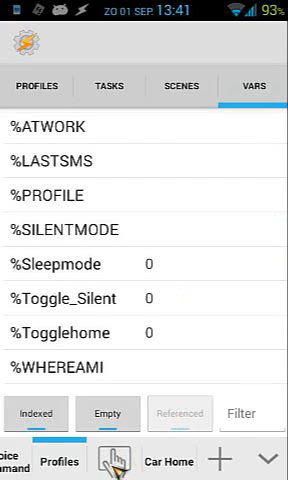 ZO 01 SEP. 13:41 93%
PROFILES TASKS SCENES VARS
%ATWORK
%LASTSMS
%PROFILE
%SILENTMODE
%Sleepmode 0
%Toggle_Silent 0
%Togglehome 0
%WHEREAMI
Indexed Empty Referenced Filter
oice
mmand Profiles Car Home